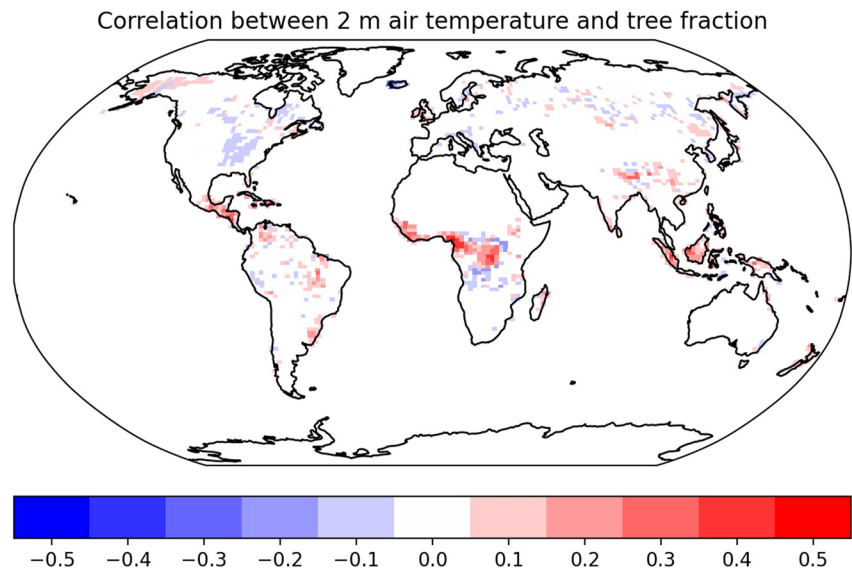 Correlation between 2 m air temperature and tree fraction
−0.5 −0.4 −0.3 −0.2 −0.1 0.0 0.1 0.2 0.3 0.4 0.5